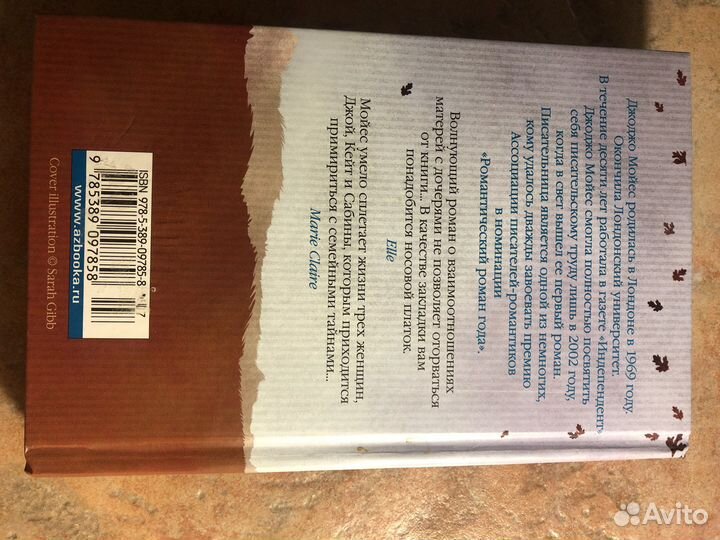 Джоджо Мойес родилась в Лондоне в 1969 году.
Окончила Лондонский университет.
В течение десяти лет работала в газете «Индепендент»
Джоджо Мойес смогла полностью посвятить
себя писательскому труду лишь в 2002 году,
когда в свет вышел ее первый роман.
Писательница является одной из немногих,
кому удалось дважды завоевать премию
Ассоциации писателей-романтиков
в номинации
«Романтический роман года».
Волнующий роман о взаимоотношениях
матерей с дочерями не позволяет оторваться
от книги... В качестве закладки вам
понадобится носовой платок.
Elle
Мойес умело сплетает жизни трех женщин,
Джой, Кейт и Сабины, которым приходится
примириться с семейными тайнами...
Marie Claire
ISBN 978-5-389-09785-8
9 785389 097858
www.azbooka.ru
Cover illustration © Sarah Gibb
Avito